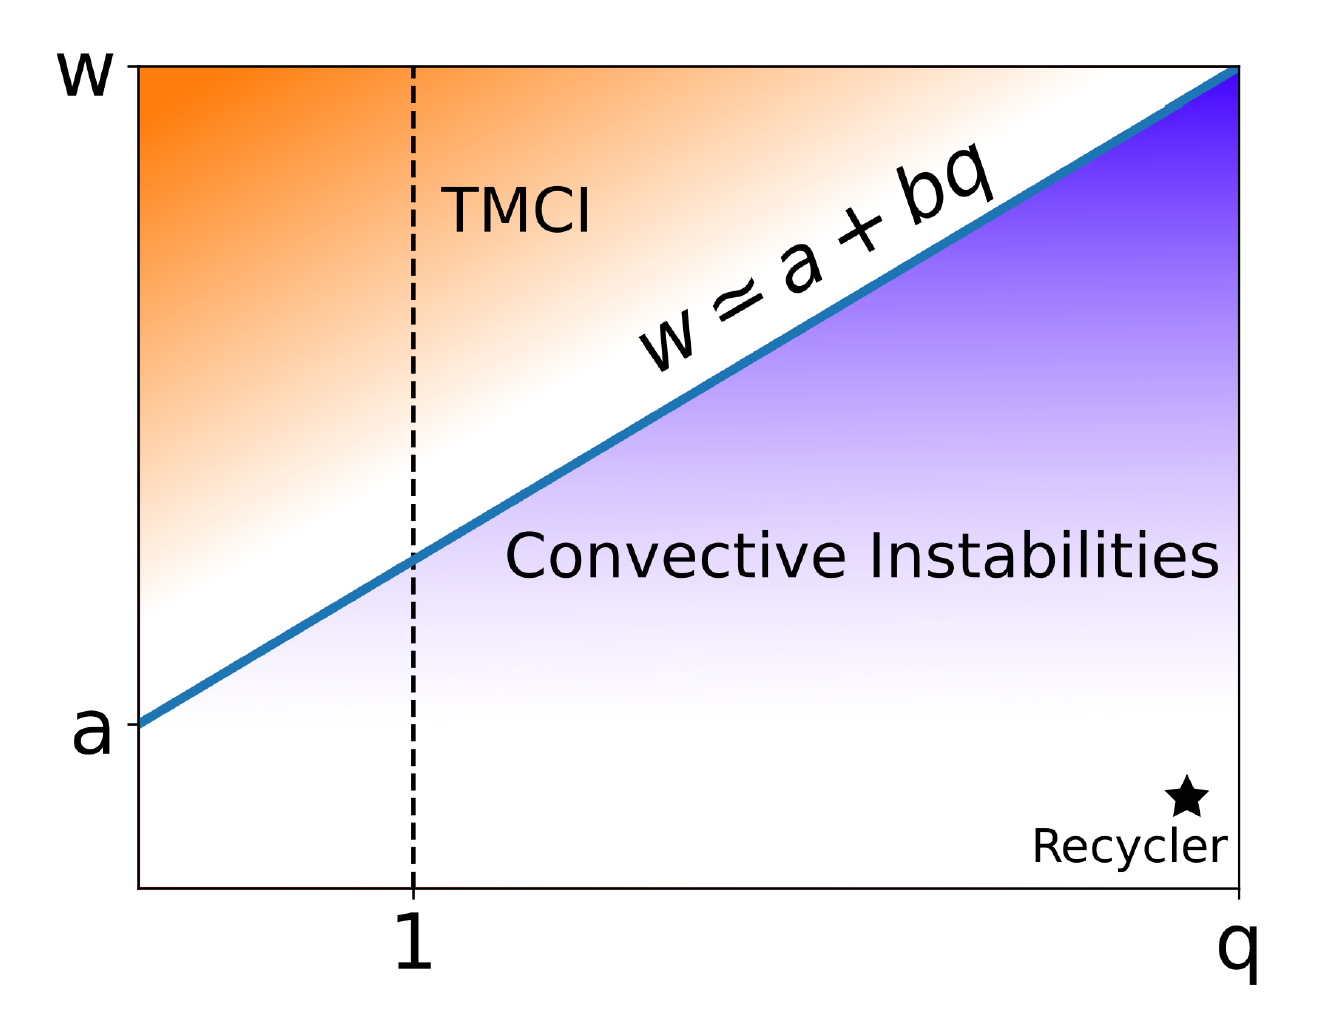 w
TMCI
w ≃ a + bq
Convective Instabilities
a
Recycler
1
q